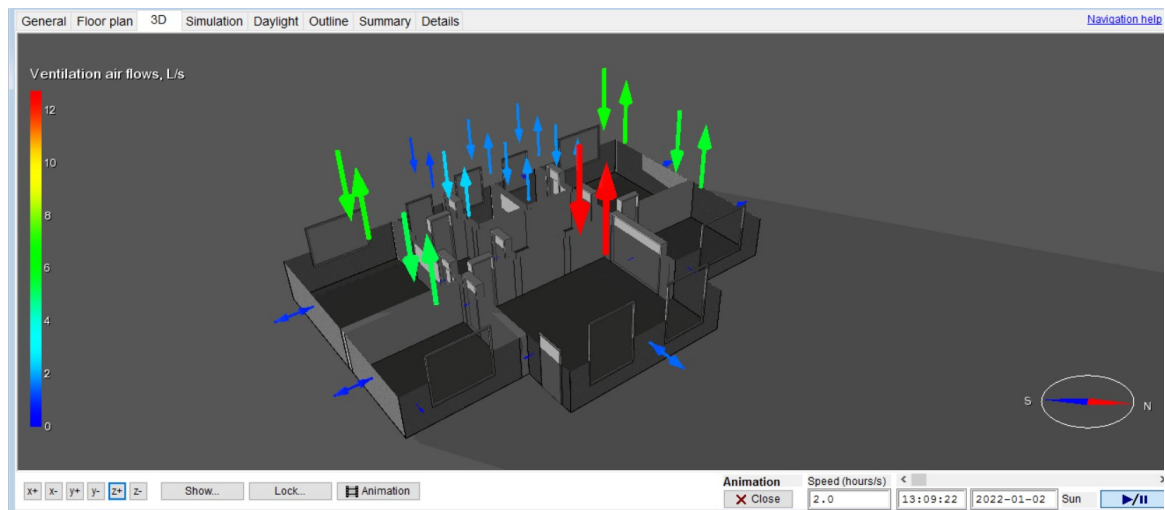 General Floor plan 3D Simulation Daylight Outline Summary Details Navigation help
Ventilation air flows, L/s
12
10
8
6
4
2
0
S N
x+ x- y+ y- z+ z- Show... Lock... Animation
Animation Speed (hours/s)
Close 2.0 13:09:22 2022-01-02 Sun